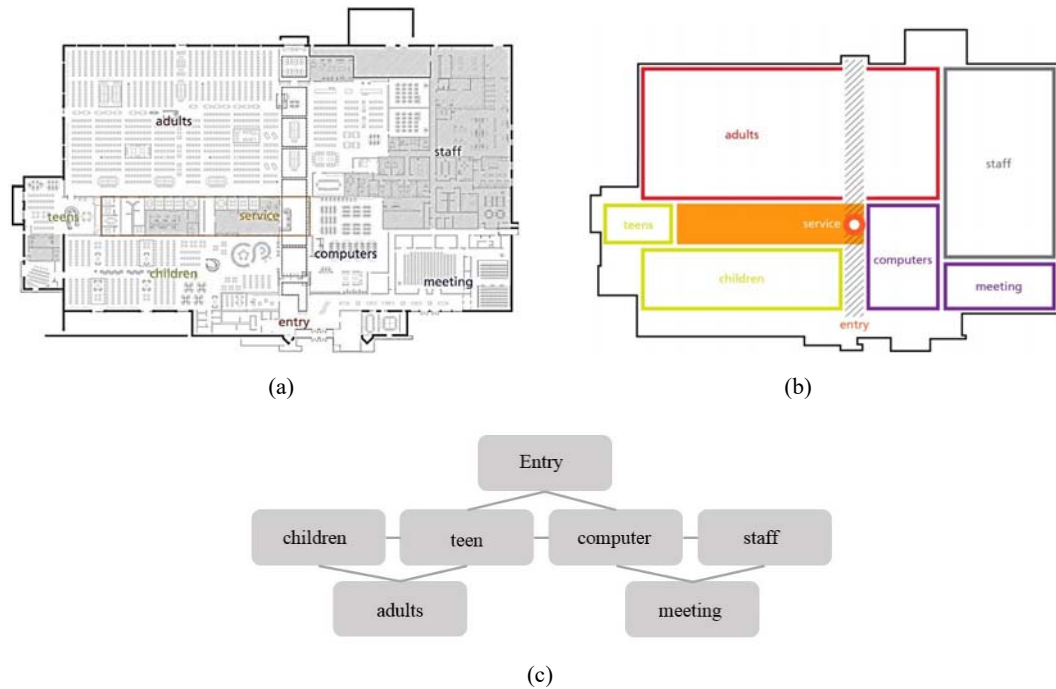 adults
staff
teens
service
children
computers
meeting
entry
(a)
adults
staff
teens
service
computers
children
meeting
entry
(b)
Entry
children
teen
computer
staff
adults
meeting
(c)